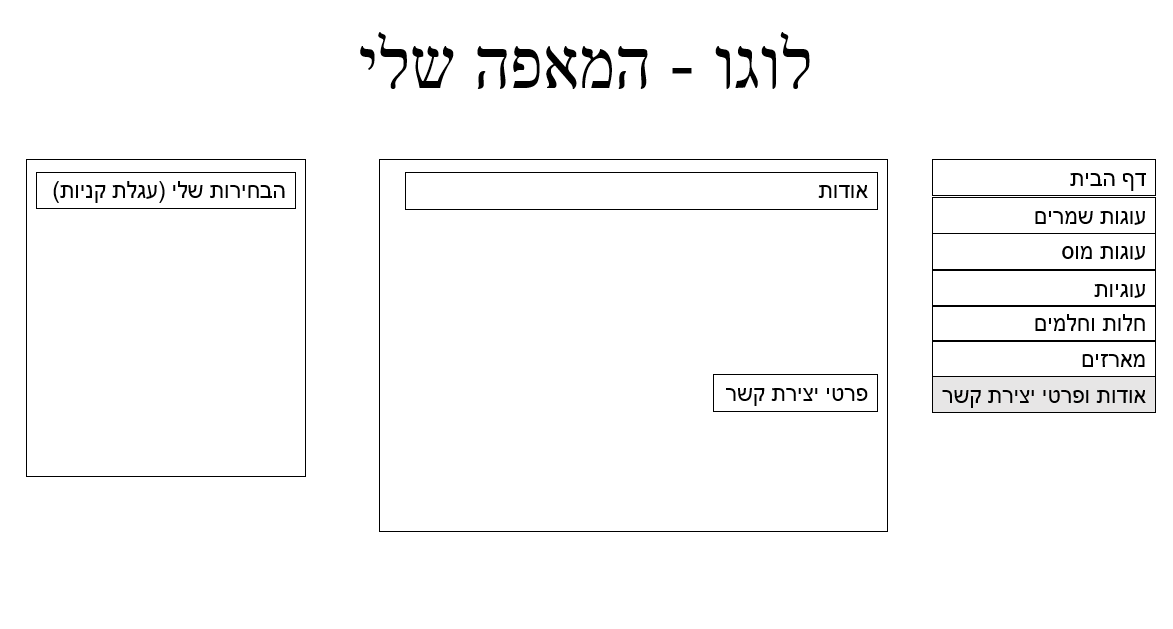 לוגו - המאפה שלי
דף הבית
עוגות שמרים
עוגות מוס
עוגיות
חלות וחלמים
מארזים
אודות ופרטי יצירת קשר
אודות
פרטי יצירת קשר
הבחירות שלי (עגלת קניות)